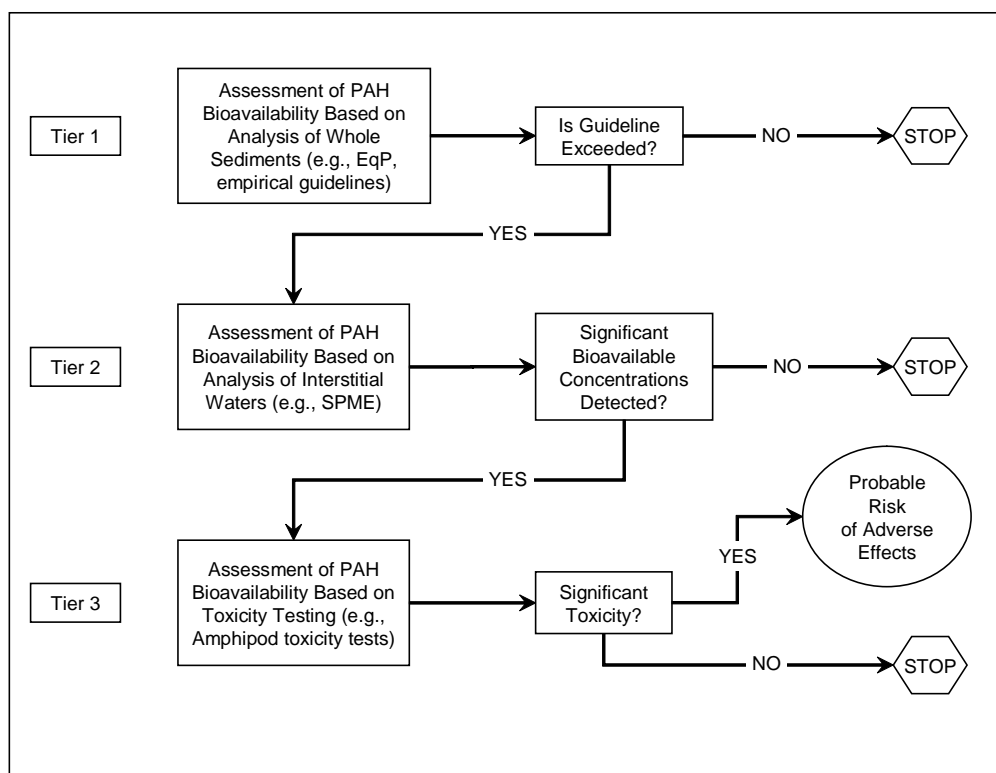 Tier 1
Assessment of PAH
Bioavailability Based on
Analysis of Whole
Sediments (e.g., EqP,
empirical guidelines)
Is Guideline
Exceeded?
NO
STOP
YES
Tier 2
Assessment of PAH
Bioavailability Based on
Analysis of Interstitial
Waters (e.g., SPME)
Significant
Bioavailable
Concentrations
Detected?
NO
STOP
YES
Tier 3
Assessment of PAH
Bioavailability Based on
Toxicity Testing (e.g.,
Amphipod toxicity tests)
Significant
Toxicity?
YES
Probable
Risk
of Adverse
Effects
NO
STOP